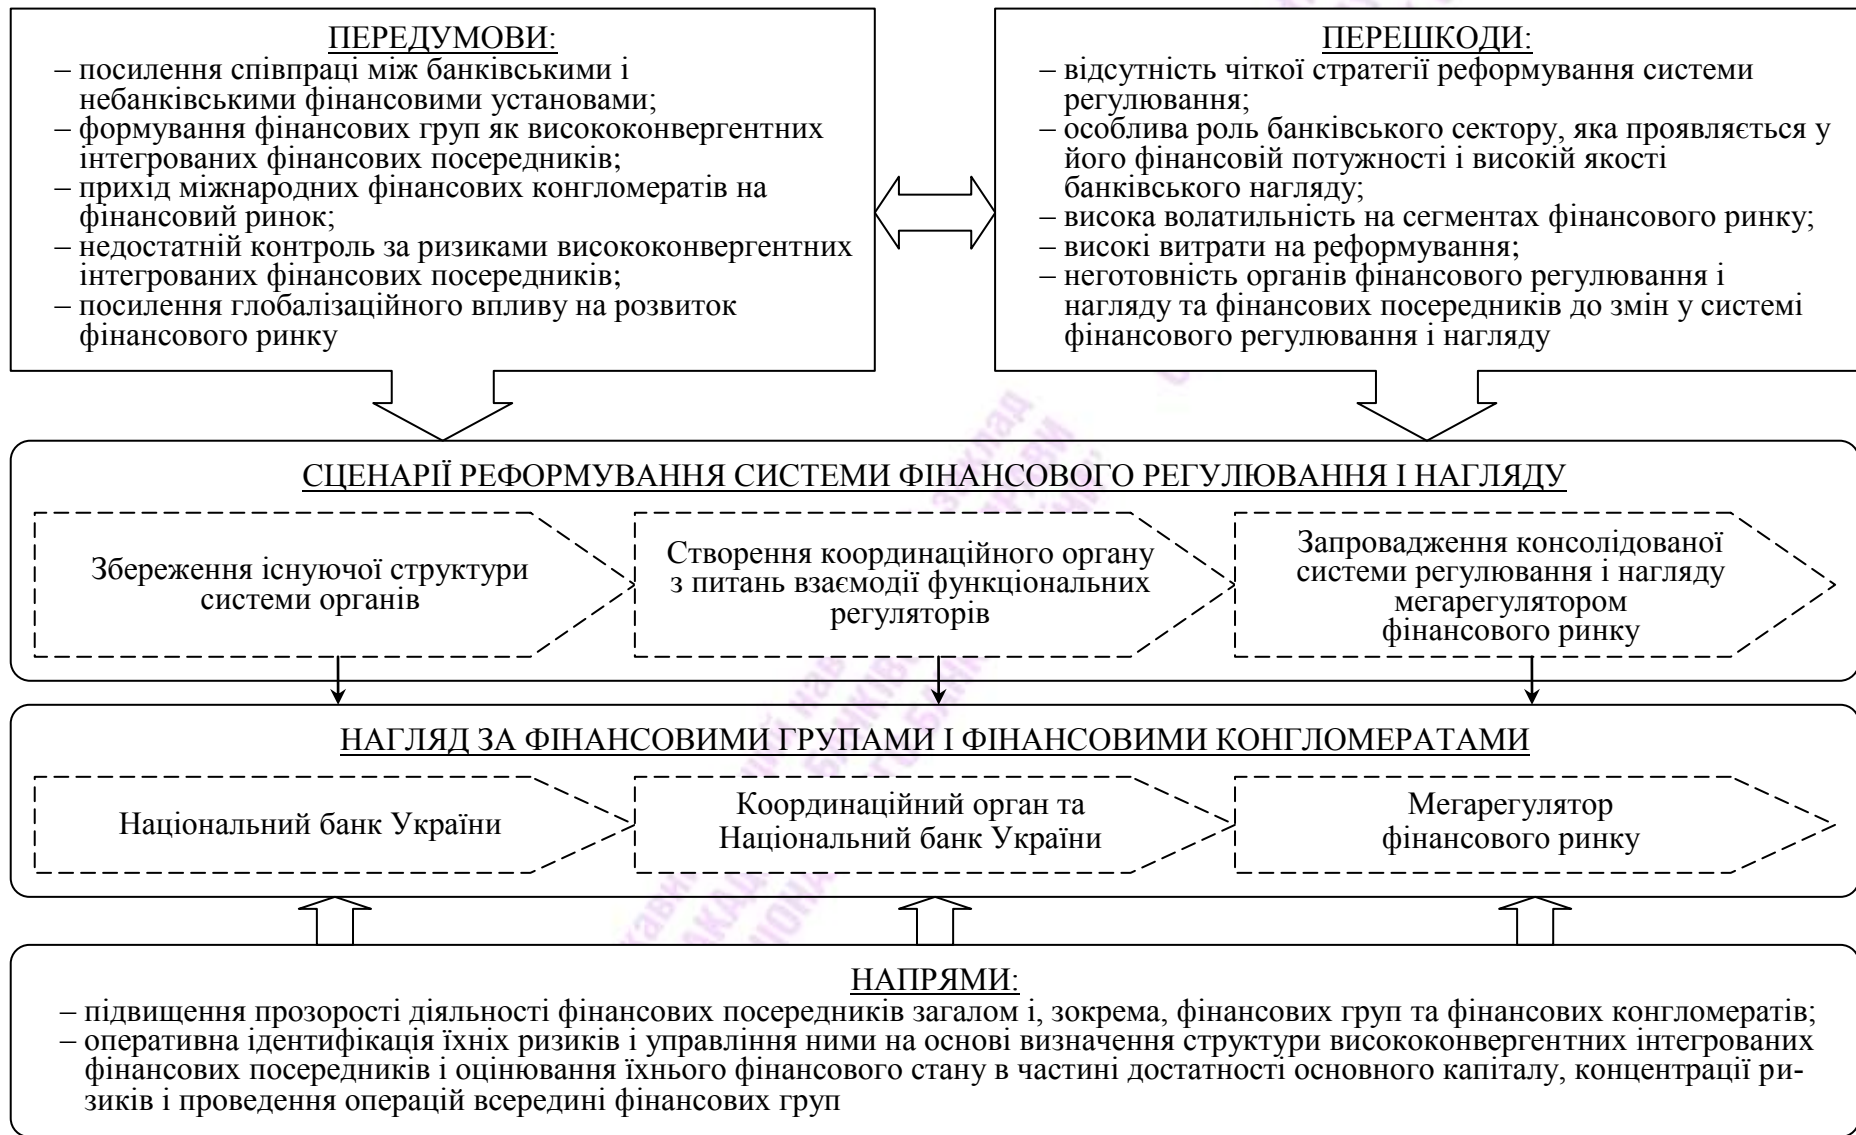 ПЕРЕДУМОВИ:
– посилення співпраці між банківськими і
небанківськими фінансовими установами;
– формування фінансових груп як висококонвергентних
інтегрованих фінансових посередників;
– прихід міжнародних фінансових конгломератів на
фінансовий ринок;
– недостатній контроль за ризиками висококонвергентних
інтегрованих фінансових посередників;
– посилення глобалізаційного впливу на розвиток
фінансового ринку
ПЕРЕШКОДИ:
– відсутність чіткої стратегії реформування системи
регулювання;
– особлива роль банківського сектору, яка проявляється у
його фінансовій потужності і високій якості
банківського нагляду;
– висока волатильність на сегментах фінансового ринку;
– високі витрати на реформування;
– неготовність органів фінансового регулювання і
нагляду та фінансових посередників до змін у системі
фінансового регулювання і нагляду
СЦЕНАРІЇ РЕФОРМУВАННЯ СИСТЕМИ ФІНАНСОВОГО РЕГУЛЮВАННЯ І НАГЛЯДУ
Збереження існуючої структури
системи органів
Створення координаційного органу
з питань взаємодії функціональних
регуляторів
Запровадження консолідованої
системи регулювання і нагляду
мегарегулятором
фінансового ринку
НАГЛЯД ЗА ФІНАНСОВИМИ ГРУПАМИ І ФІНАНСОВИМИ КОНГЛОМЕРАТАМИ
Національний банк України
Координаційний орган та
Національний банк України
Мегарегулятор
фінансового ринку
НАПРЯМИ:
– підвищення прозорості діяльності фінансових посередників загалом і, зокрема, фінансових груп та фінансових конгломератів;
– оперативна ідентифікація їхніх ризиків і управління ними на основі визначення структури висококонвергентних інтегрованих
фінансових посередників і оцінювання їхнього фінансового стану в частині достатності основного капіталу, концентрації ри-
зиків і проведення операцій всередині фінансових груп